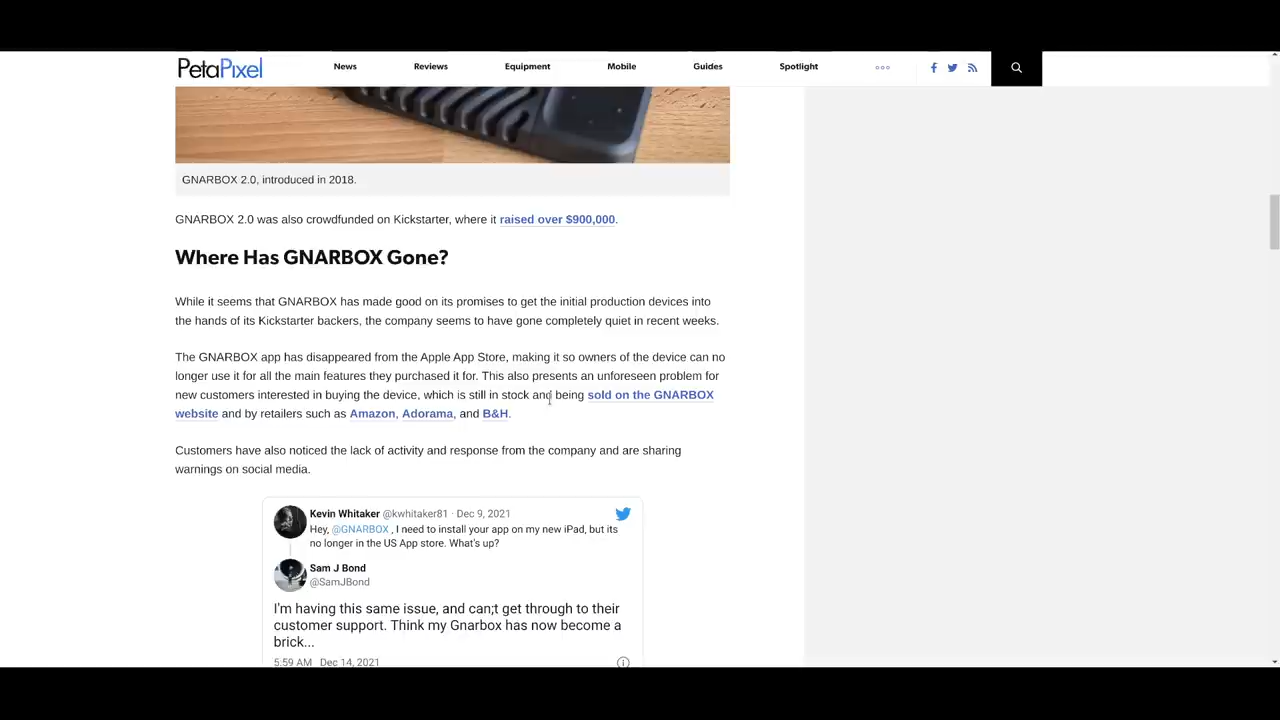 PetaPixel
News Reviews Equipment Mobile Guides Spotlight
GNARBOX 2.0, introduced in 2018.
GNARBOX 2.0 was also crowdfunded on Kickstarter, where it raised over $900,000.
Where Has GNARBOX Gone?
While it seems that GNARBOX has made good on its promises to get the initial production devices into
the hands of its Kickstarter backers, the company seems to have gone completely quiet in recent weeks.
The GNARBOX app has disappeared from the Apple App Store, making it so owners of the device can no
longer use it for all the main features they purchased it for. This also presents an unforeseen problem for
new customers interested in buying the device, which is still in stock and being sold on the GNARBOX
website and by retailers such as Amazon, Adorama, and B&H.
Customers have also noticed the lack of activity and response from the company and are sharing
warnings on social media.
Kevin Whitaker @kwhitaker81 · Dec 9, 2021
Hey, @GNARBOX , I need to install your app on my new iPad, but its
no longer in the US App store. What's up?
Sam J Bond
@SamJBond
I'm having this same issue, and can;t get through to their
customer support. Think my Gnarbox has now become a
brick...
5:59 AM Dec 14, 2021